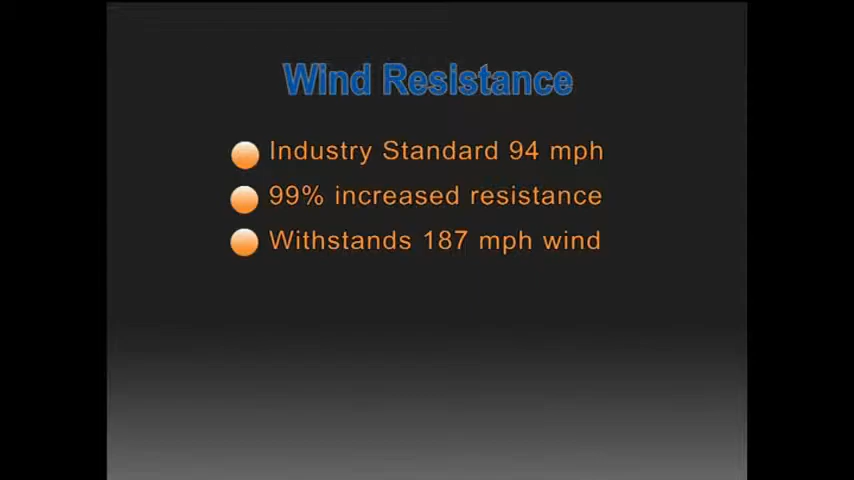 Wind Resistance
Industry Standard 94 mph
99% increased resistance
Withstands 187 mph wind